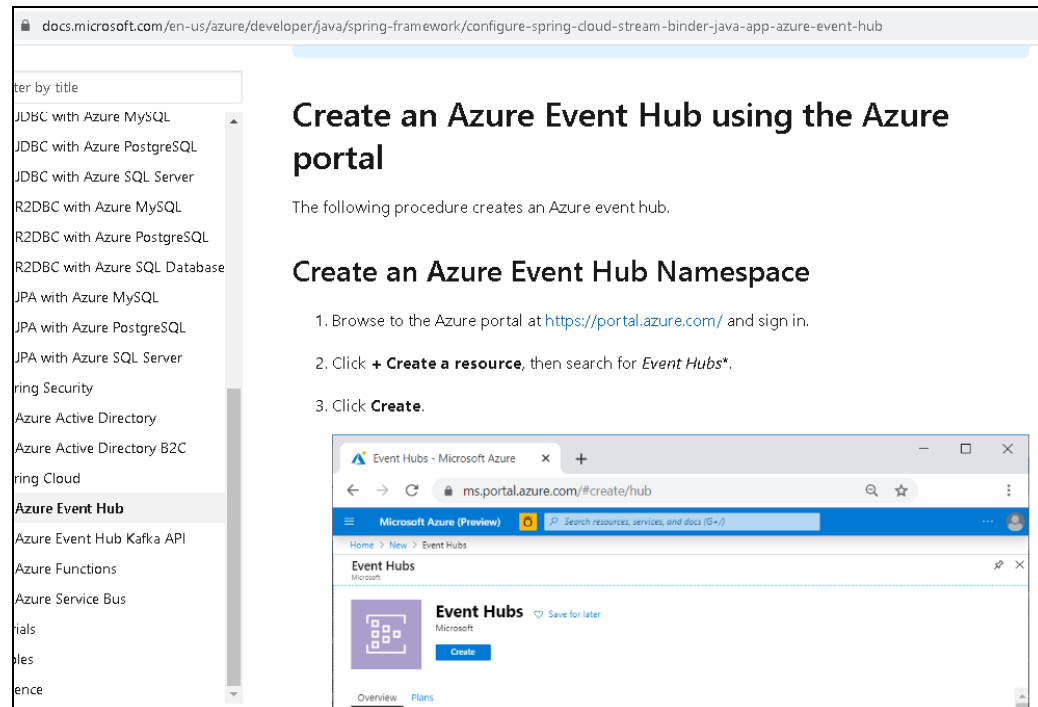 docs.microsoft.com/en-us/azure/developer/java/spring-framework/configure-spring-cloud-stream-binder-java-app-azure-event-hub
ter by title
JDBC with Azure MySQL
JDBC with Azure PostgreSQL
JDBC with Azure SQL Server
R2DBC with Azure MySQL
R2DBC with Azure PostgreSQL
R2DBC with Azure SQL Database
JPA with Azure MySQL
JPA with Azure PostgreSQL
JPA with Azure SQL Server
ring Security
Azure Active Directory
Azure Active Directory B2C
ring Cloud
Azure Event Hub
Azure Event Hub Kafka API
Azure Functions
Azure Service Bus
rials
ples
ence
Create an Azure Event Hub using the Azure
portal
The following procedure creates an Azure event hub.
Create an Azure Event Hub Namespace
1. Browse to the Azure portal at https://portal.azure.com/ and sign in.
2. Click + Create a resource, then search for Event Hubs*.
3. Click Create.
Event Hubs - Microsoft Azure
ms.portal.azure.com/#create/hub
Microsoft Azure (Preview) Search resources, services, and docs (G+/)
Home > New > Event Hubs
Event Hubs
Microsoft
Event Hubs Save for later
Microsoft
Create
Overview Plans